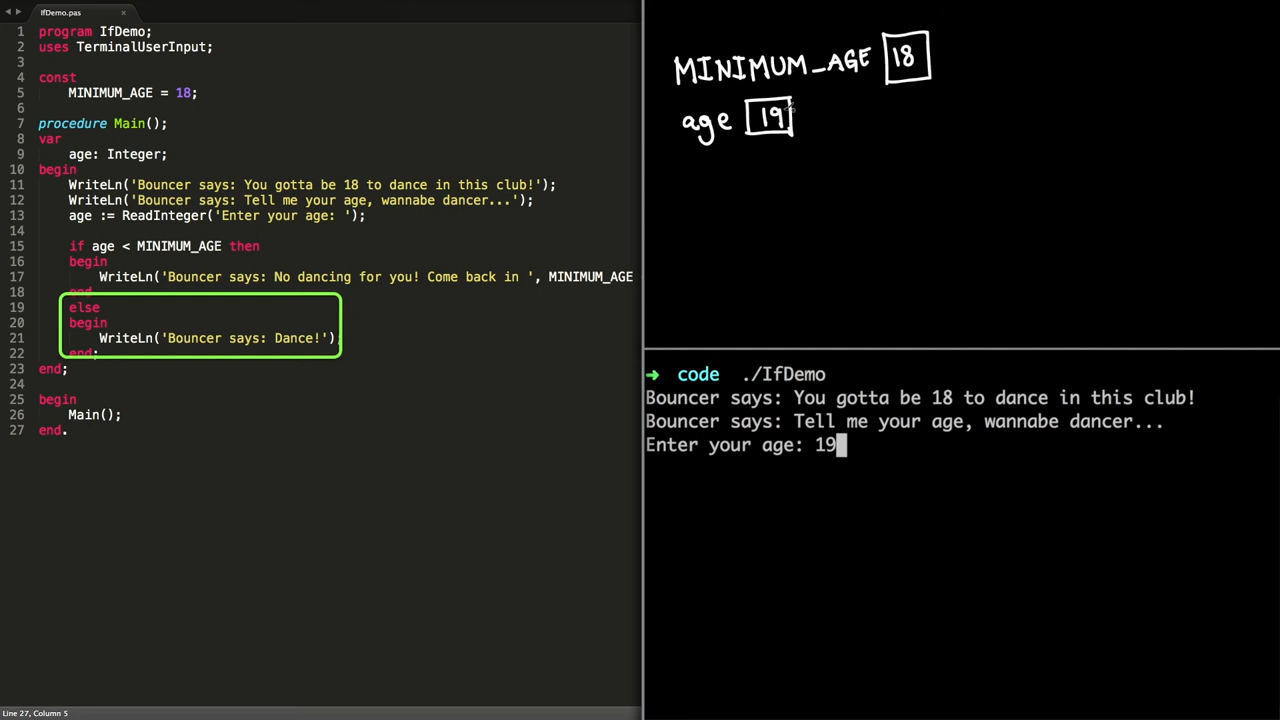 IfDemo.pas
1 program IfDemo;
2 uses TerminalUserInput;
3
4 const
5 MINIMUM_AGE = 18;
6
7 procedure Main();
8 var
9 age: Integer;
10 begin
11 WriteLn('Bouncer says: You gotta be 18 to dance in this club!');
12 WriteLn('Bouncer says: Tell me your age, wannabe dancer...');
13 age := ReadInteger('Enter your age: ');
14
15 if age < MINIMUM_AGE then
16 begin
17 WriteLn('Bouncer says: No dancing for you! Come back in ', MINIMUM_AGE
18 end
19 else
20 begin
21 WriteLn('Bouncer says: Dance!')
22 end;
23 end;
24
25 begin
26 Main();
27 end.
Line 27, Column 5
MINIMUM_AGE 18
age 19
➜ code ./IfDemo
Bouncer says: You gotta be 18 to dance in this club!
Bouncer says: Tell me your age, wannabe dancer...
Enter your age: 19